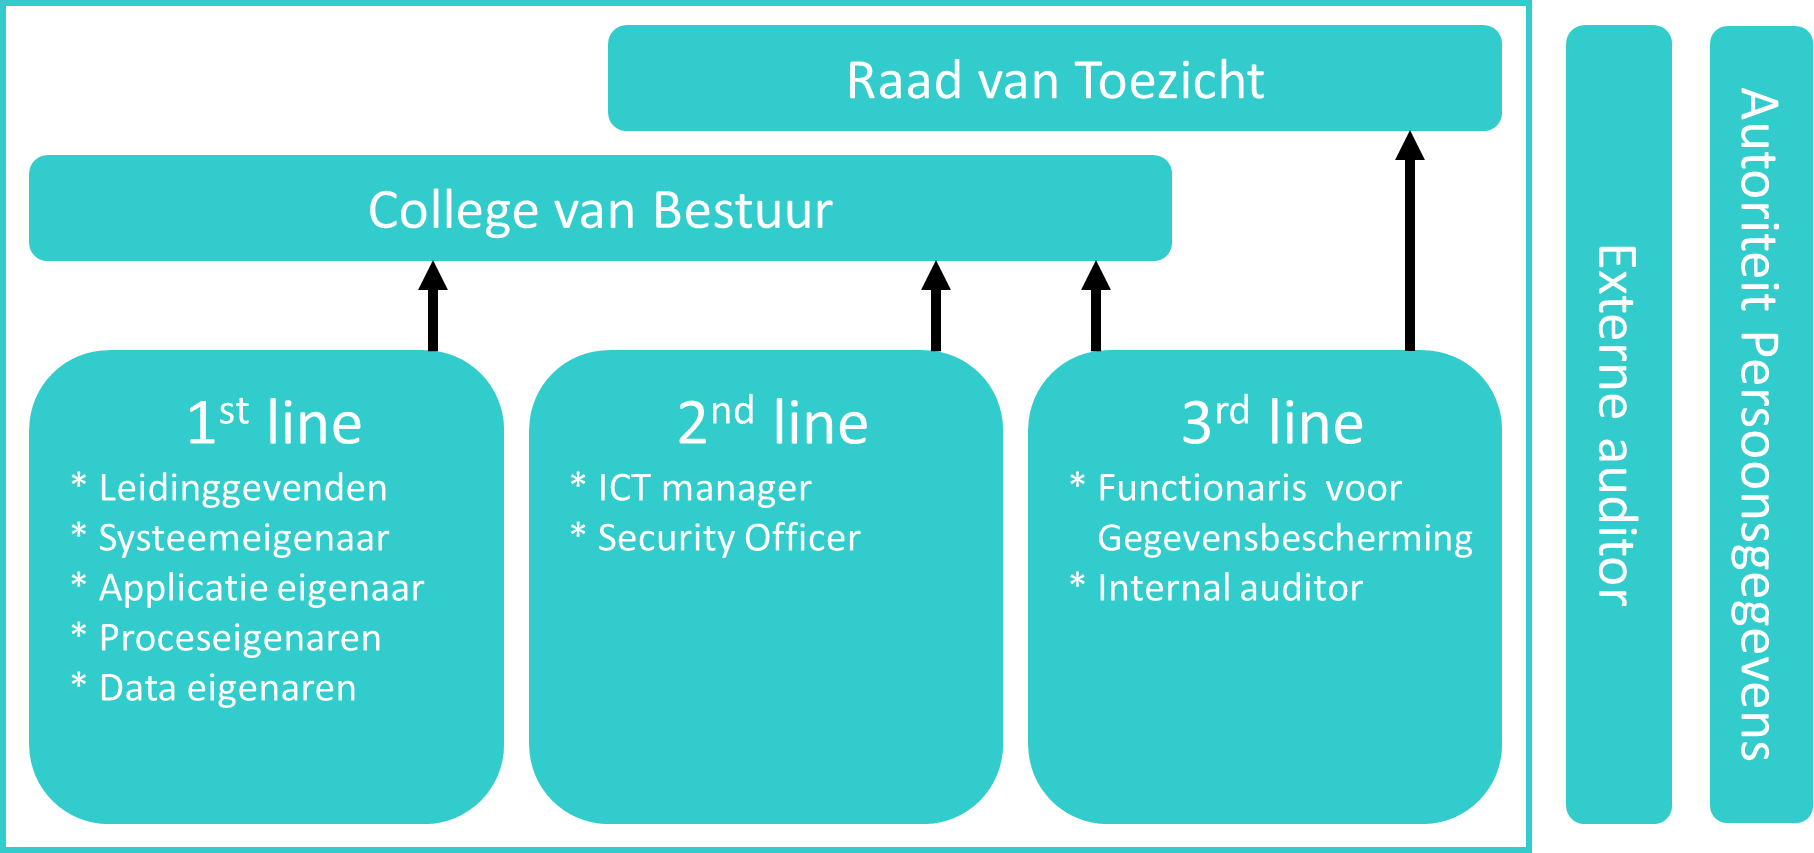 Raad van Toezicht
College van Bestuur
1st line
* Leidinggevenden
* Systeemeigenaar
* Applicatie eigenaar
* Proceseigenaren
* Data eigenaren
2nd line
* ICT manager
* Security Officer
3rd line
* Functionaris voor
Gegevensbescherming
* Internal auditor
Externe auditor
Autoriteit Persoonsgegevens